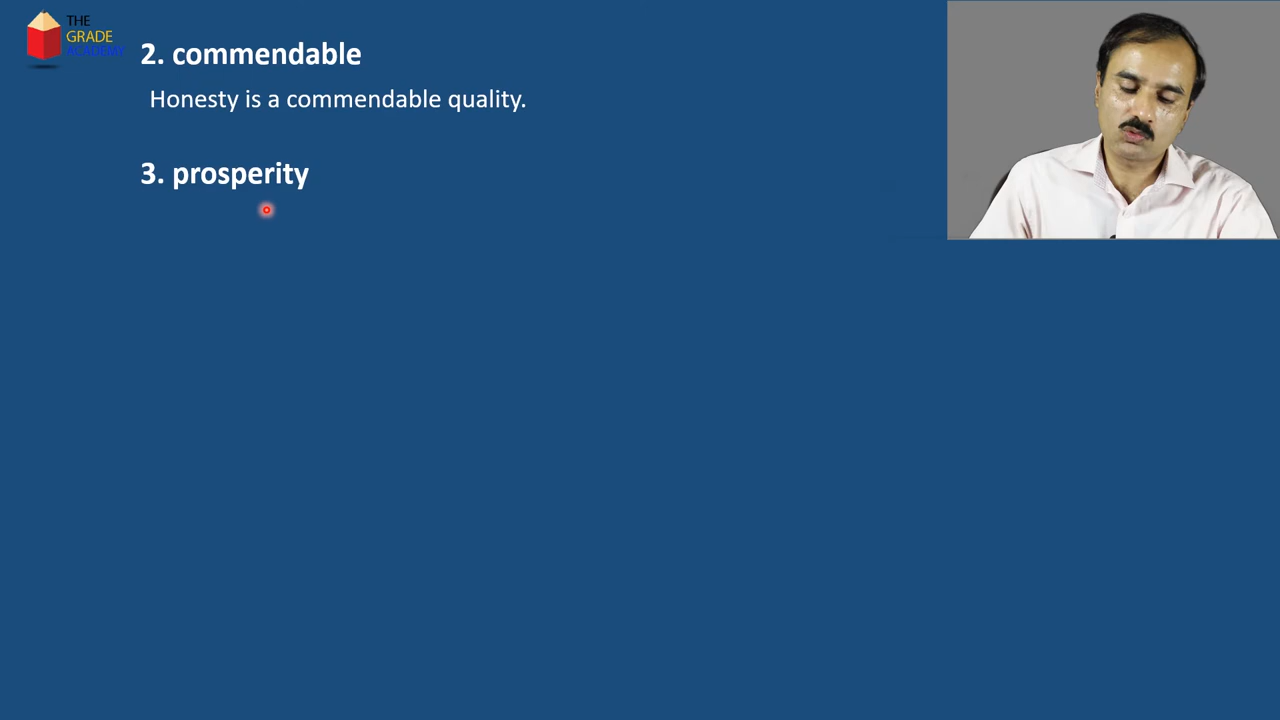 THE
GRADE
ACADEMY
2. commendable
Honesty is a commendable quality.
3. prosperity